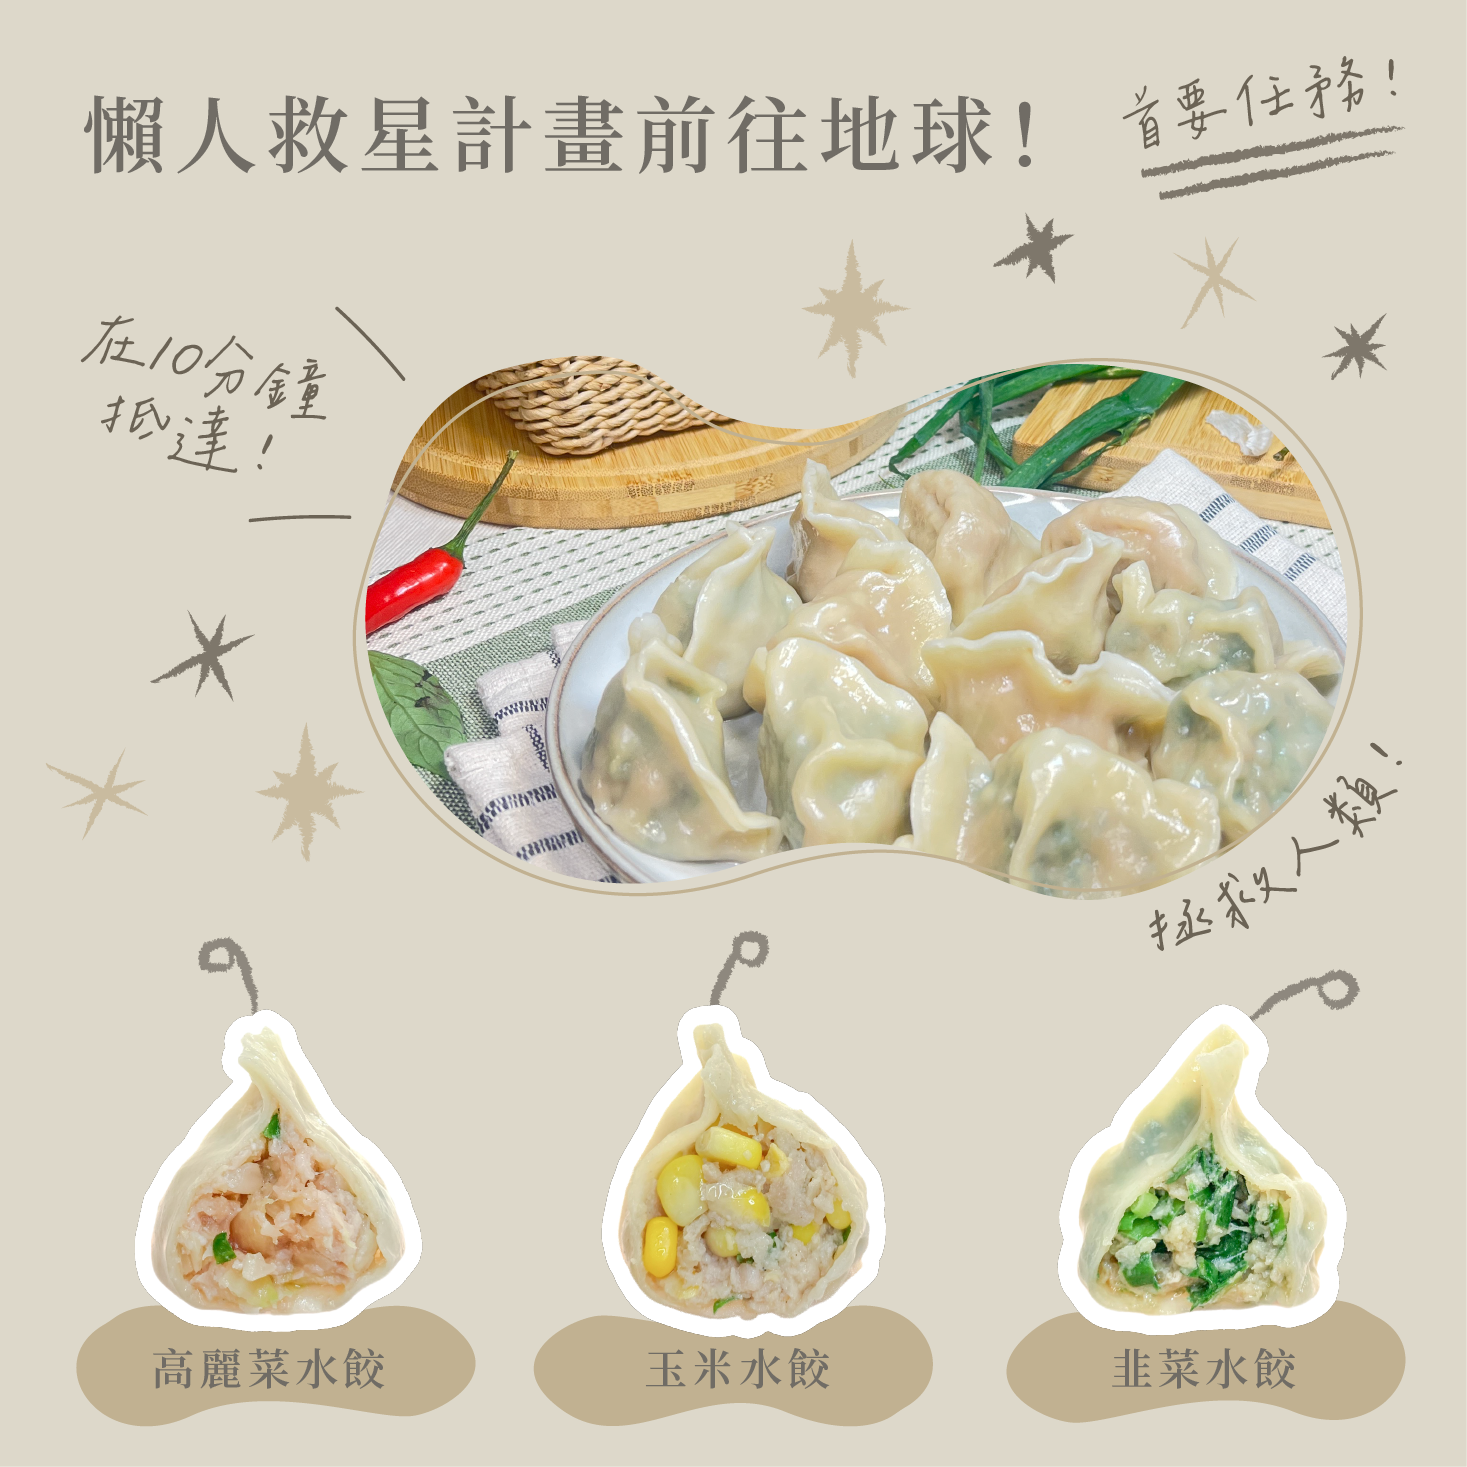 懶人救星計畫前往地球！
首要任務！
在10分鐘
抵達！
拯救人類！
高麗菜水餃
玉米水餃
韭菜水餃